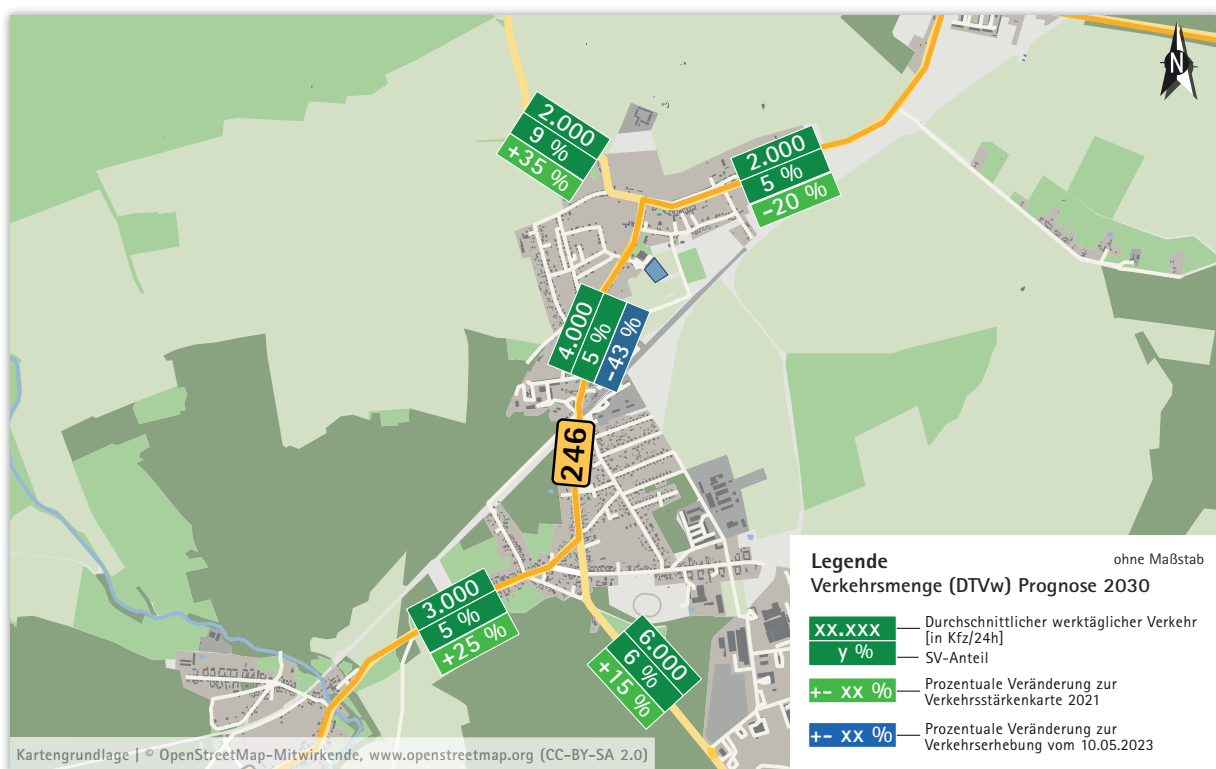 N
2.000
9 %
+35 %
2.000
5 %
-20 %
4.000
5 %
-43 %
246
3.000
5 %
+25 %
6.000
6 %
+15 %
Legende
ohne Maßstab
Verkehrsmenge (DTVw) Prognose 2030
xx.xxx
Durchschnittlicher werktäglicher Verkehr
[in Kfz/24h]
y %
SV-Anteil
+- xx %
Prozentuale Veränderung zur
Verkehrsstärkenkarte 2021
+- xx %
Prozentuale Veränderung zur
Verkehrserhebung vom 10.05.2023
Kartengrundlage | © OpenStreetMap-Mitwirkende, www.openstreetmap.org (CC-BY-SA 2.0)